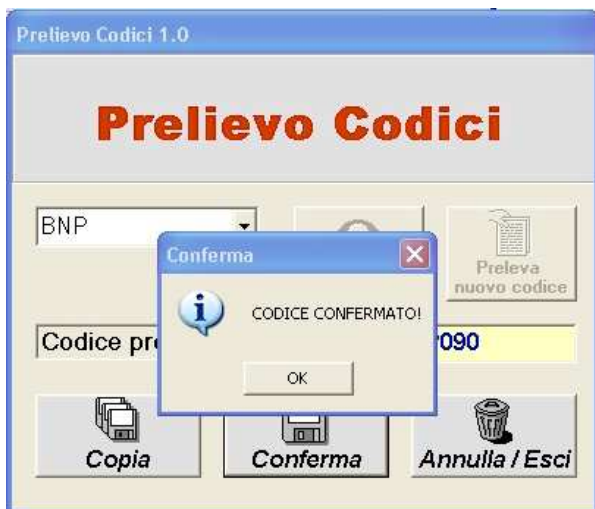 Prelievo Codici 1.0
Prelievo Codici
BNP
Conferma
Preleva
nuovo codice
CODICE CONFERMATO!
Codice
090
OK
Copia
Conferma
Annulla / Esci